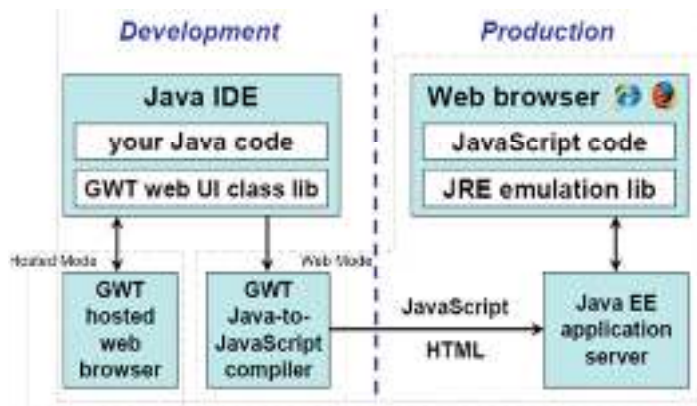 Development
Production
Java IDE
your Java code
GWT web UI class lib
Web browser
JavaScript code
JRE emulation lib
Hosted Mode
Web Mode
GWT
hosted
web
browser
GWT
Java-to-
JavaScript
compiler
JavaScript
HTML
Java EE
application
server